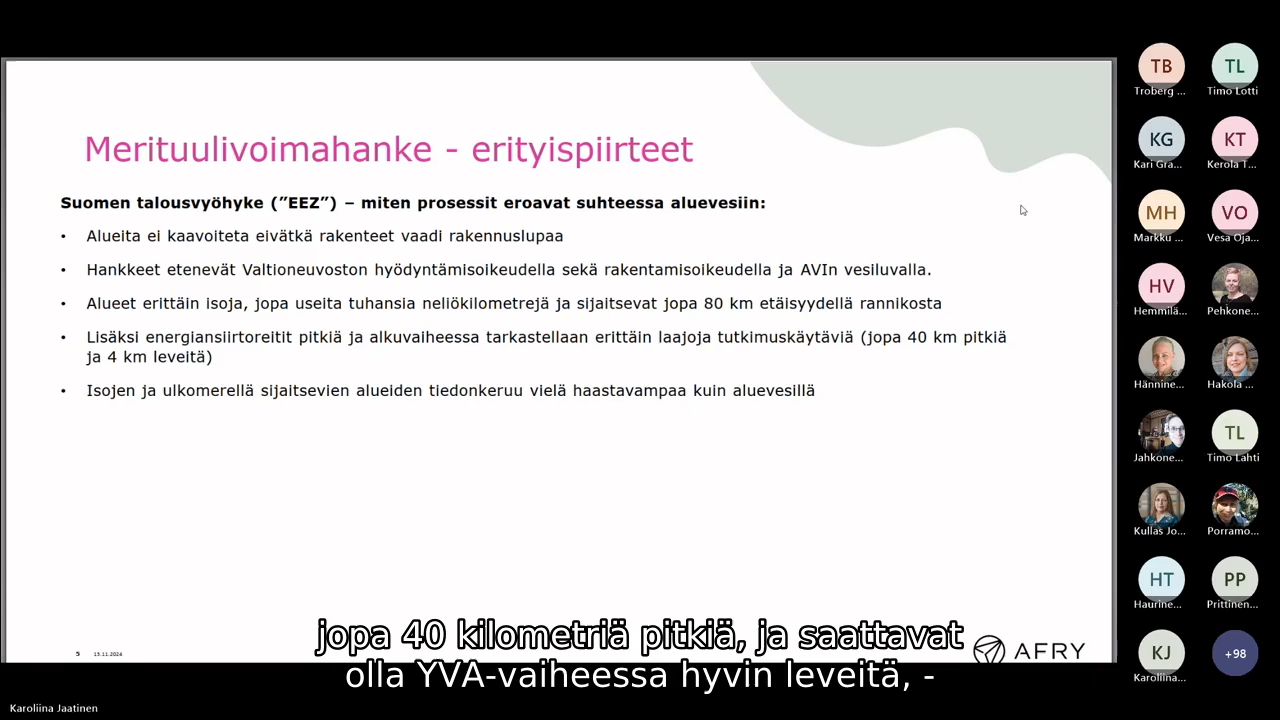 Merituulivoimahanke - erityispiirteet
Suomen talousvyöhyke (”EEZ”) – miten prosessit eroavat suhteessa aluevesiin:
• Alueita ei kaavoiteta eivätkä rakenteet vaadi rakennuslupaa
• Hankkeet etenevät Valtioneuvoston hyödyntämisoikeudella sekä rakentamisoikeudella ja AVIn vesiluvalla.
• Alueet erittäin isoja, jopa useita tuhansia neliökilometrejä ja sijaitsevat jopa 80 km etäisyydellä rannikosta
• Lisäksi energiansiirtoreitit pitkiä ja alkuvaiheessa tarkastellaan erittäin laajoja tutkimuskäytäviä (jopa 40 km pitkiä
ja 4 km leveitä)
• Isojen ja ulkomerellä sijaitsevien alueiden tiedonkeruu vielä haastavampaa kuin aluevesillä
5 13.11.2024
AFRY
jopa 40 kilometriä pitkiä, ja saattavat
olla YVA-vaiheessa hyvin leveitä, -
Karoliina Jaatinen
TB TL
Troberg ... Timo Lotti
KG KT
Kari Gra... Kerola T...
MH VO
Markku ... Vesa Oja...
HV
Hemmilä... Pehkone...
Hännine... Hakola ...
TL
Jahkone... Timo Lahti
Kullas Jo... Porramo...
HT PP
Haurine... Prittinen...
KJ +98
Karoliina...